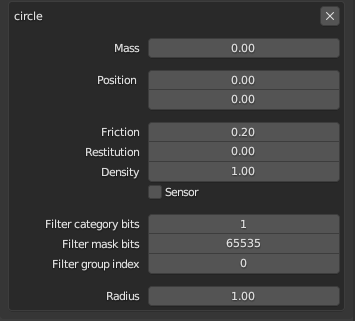 circle
Mass 0.00
Position 0.00
0.00
Friction 0.20
Restitution 0.00
Density 1.00
Sensor
Filter category bits 1
Filter mask bits 65535
Filter group index 0
Radius 1.00